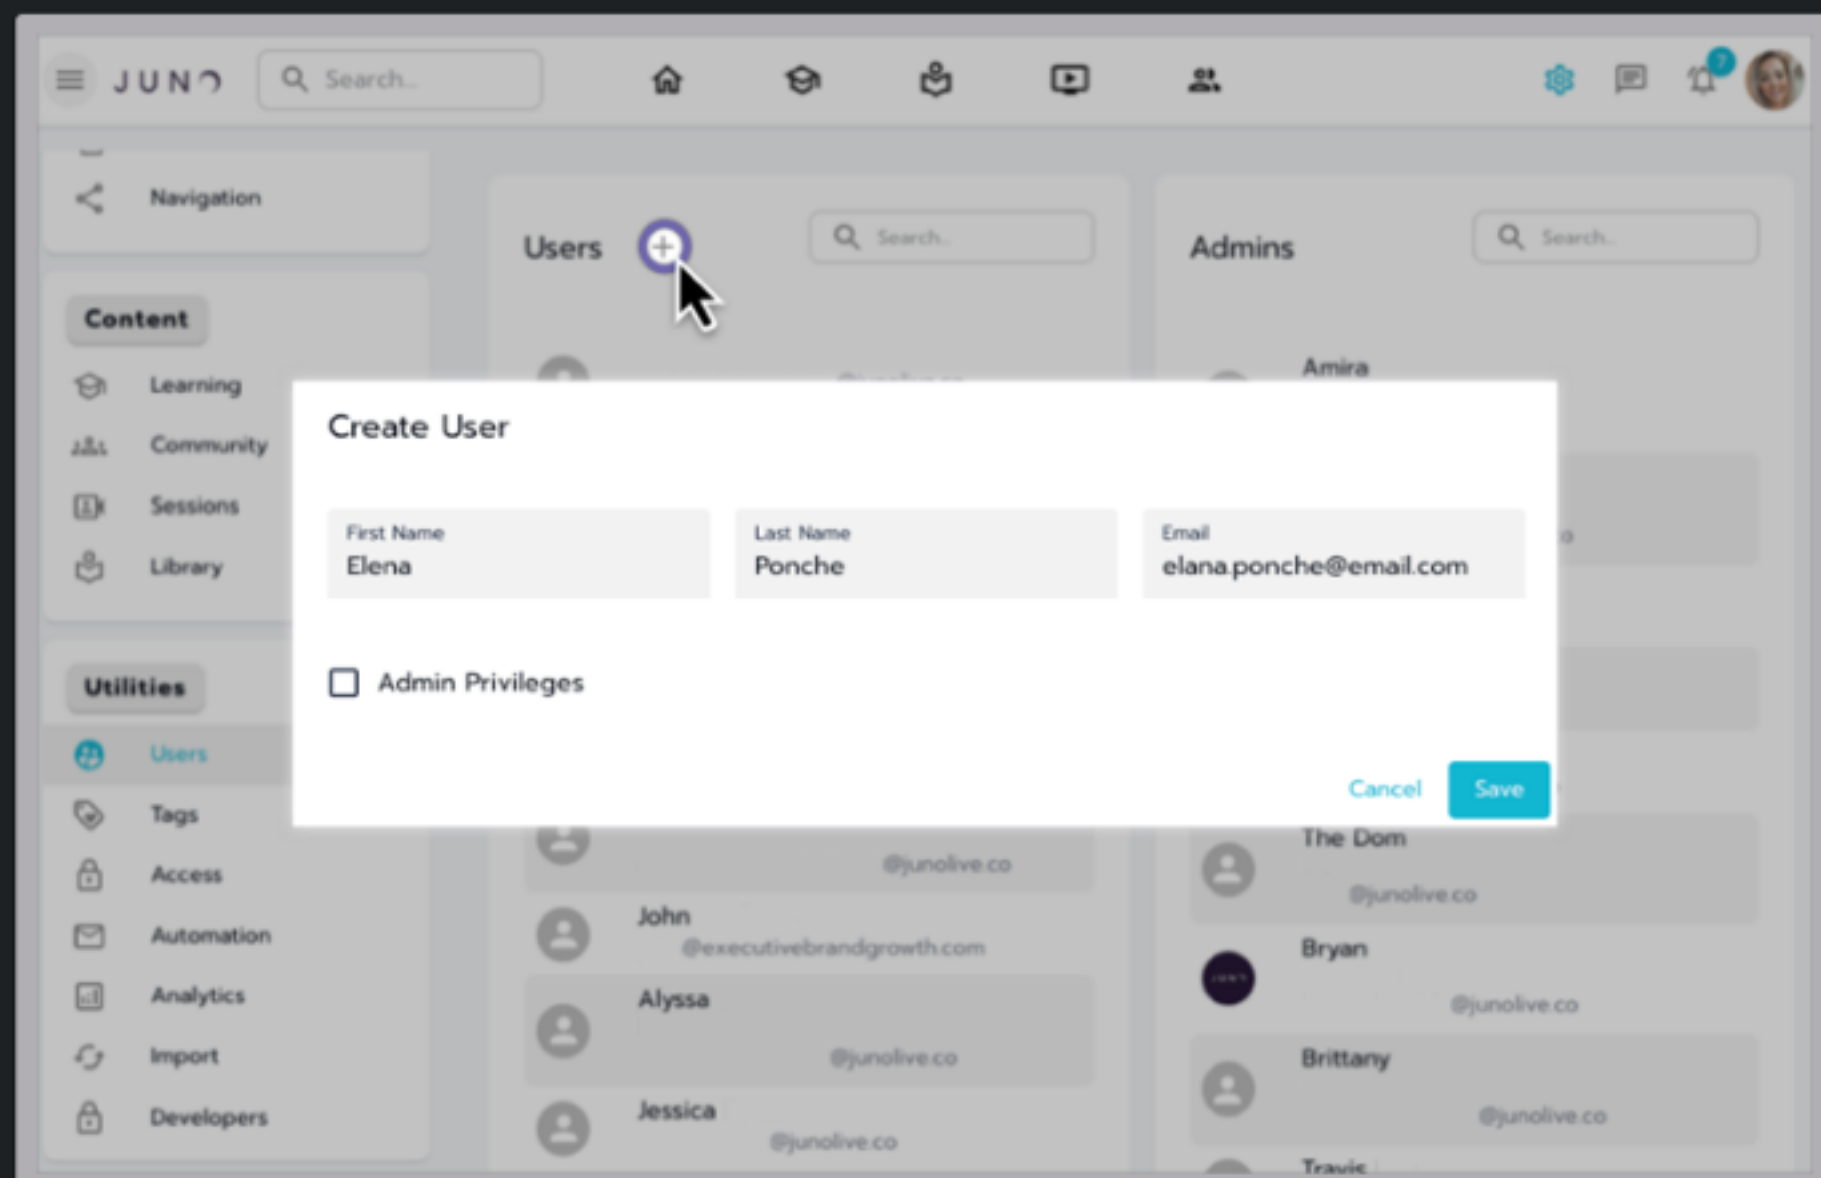 JUNO
Search...
7
Navigation
Users
Search...
Admins
Search...
Content
Learning
Community
Sessions
Library
Utilities
Users
Tags
Access
Automation
Analytics
Import
Developers
@junolive.co
Amira
Create User
First Name
Elena
Last Name
Ponche
Email
elana.ponche@email.com
Admin Privileges
Cancel
Save
@junolive.co
John
@executivebrandgrowth.com
Alyssa
@junolive.co
Jessica
@junolive.co
The Dom
@junolive.co
Bryan
@junolive.co
Brittany
@junolive.co
Travis